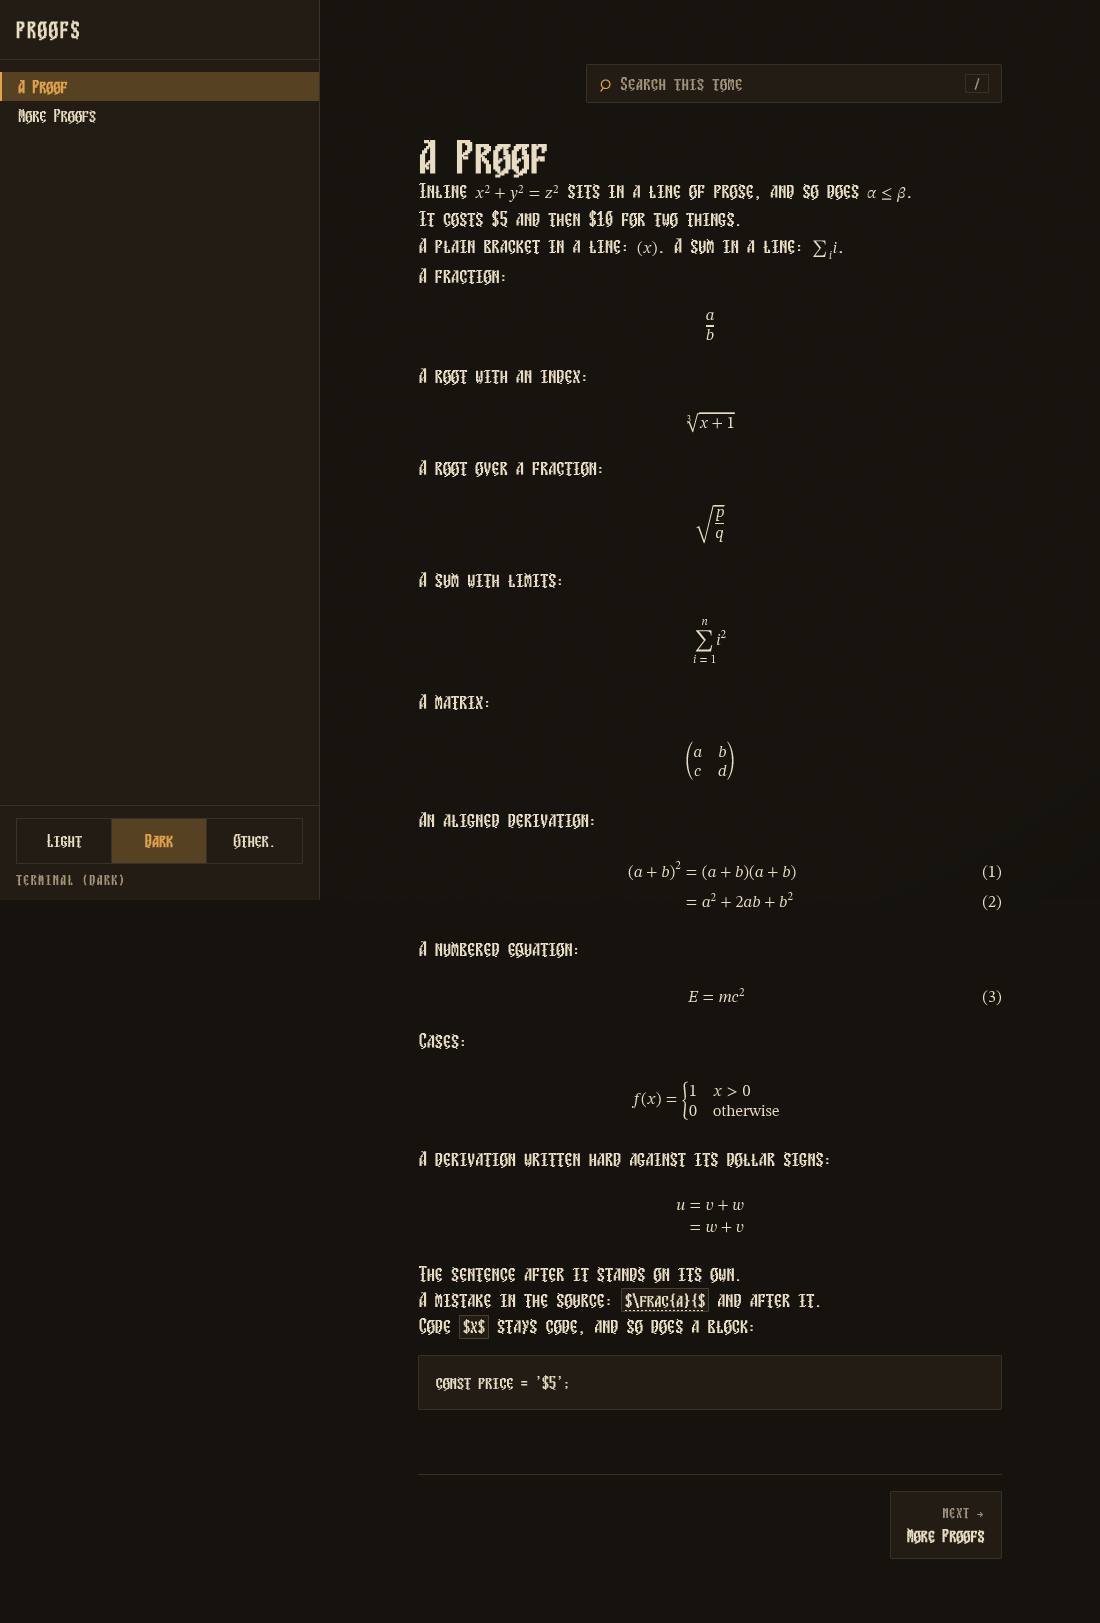 PROOFS
A Proof
More Proofs
Search this tome
/
A Proof
Inline x² + y² = z² sits in a line of prose, and so does α ≤ β.
It costs $5 and then $10 for two things.
A plain bracket in a line: (x). A sum in a line: ∑ᵢ i.
A fraction:
a
b
A root with an index:
∛(x + 1)
A root over a fraction:
√
p
q
A sum with limits:
n
∑ i²
i = 1
A matrix:
(a b
c d)
An aligned derivation:
(a + b)² = (a + b)(a + b) (1)
= a² + 2ab + b² (2)
A numbered equation:
E = mc² (3)
Cases:
f(x) = { 1 x > 0
0 otherwise
A derivation written hard against its dollar signs:
u = v + w
= w + v
The sentence after it stands on its own.
A mistake in the source: $\frac{a}{$ and after it.
Code $x$ stays code, and so does a block:
const price = '$5';
Next →
More Proofs
Light
Dark
Other.
Terminal (dark)